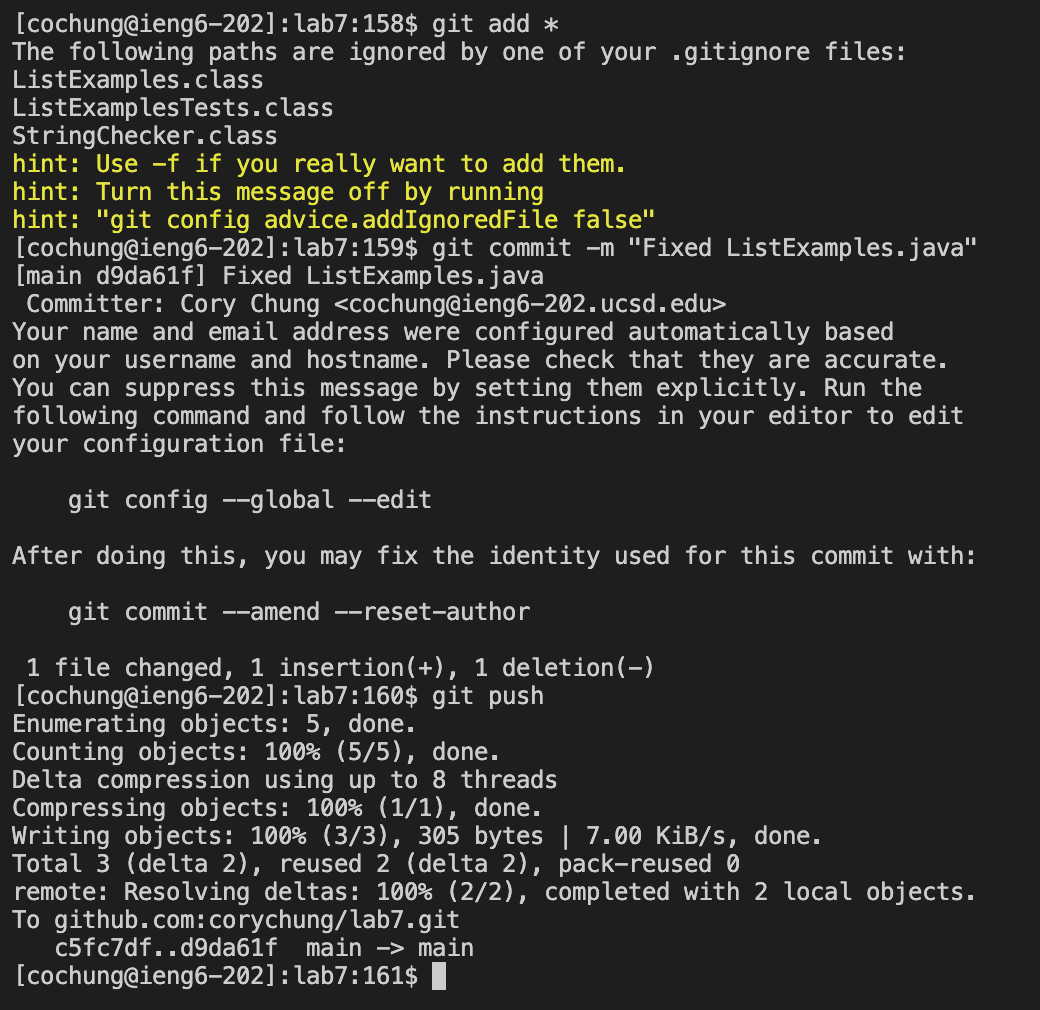 [cochung@ieng6-202]:lab7:158$ git add *
The following paths are ignored by one of your .gitignore files:
ListExamples.class
ListExamplesTests.class
StringChecker.class
hint: Use -f if you really want to add them.
hint: Turn this message off by running
hint: "git config advice.addIgnoredFile false"
[cochung@ieng6-202]:lab7:159$ git commit -m "Fixed ListExamples.java"
[main d9da61f] Fixed ListExamples.java
 Committer: Cory Chung <cochung@ieng6-202.ucsd.edu>
Your name and email address were configured automatically based
on your username and hostname. Please check that they are accurate.
You can suppress this message by setting them explicitly. Run the
following command and follow the instructions in your editor to edit
your configuration file:

    git config --global --edit

After doing this, you may fix the identity used for this commit with:

    git commit --amend --reset-author

 1 file changed, 1 insertion(+), 1 deletion(-)
[cochung@ieng6-202]:lab7:160$ git push
Enumerating objects: 5, done.
Counting objects: 100% (5/5), done.
Delta compression using up to 8 threads
Compressing objects: 100% (1/1), done.
Writing objects: 100% (3/3), 305 bytes | 7.00 KiB/s, done.
Total 3 (delta 2), reused 2 (delta 2), pack-reused 0
remote: Resolving deltas: 100% (2/2), completed with 2 local objects.
To github.com:corychung/lab7.git
   c5fc7df..d9da61f  main -> main
[cochung@ieng6-202]:lab7:161$